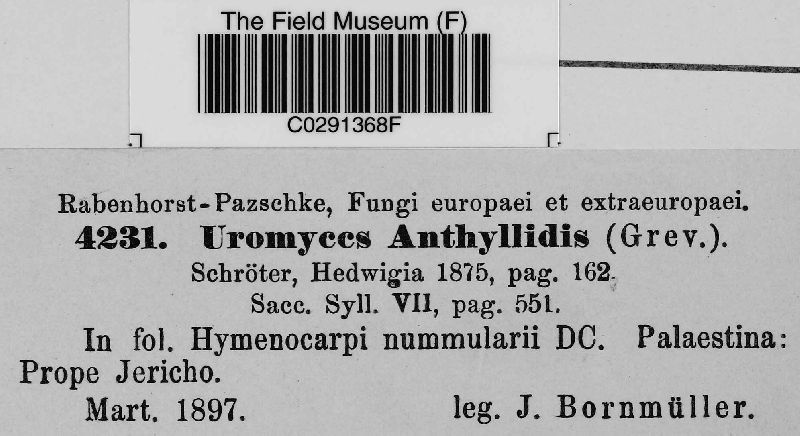 The Field Museum (F)
C0291368F
Rabenhorst-Pazschke, Fungi europaei et extraeuropaei.
4231. Uromyces Anthyllidis (Grev.).
Schröter, Hedwigia 1875, pag. 162.
Sacc. Syll. VII, pag. 551.
In fol. Hymenocarpi nummularii DC. Palaestina:
Prope Jericho.
Mart. 1897. leg. J. Bornmüller.